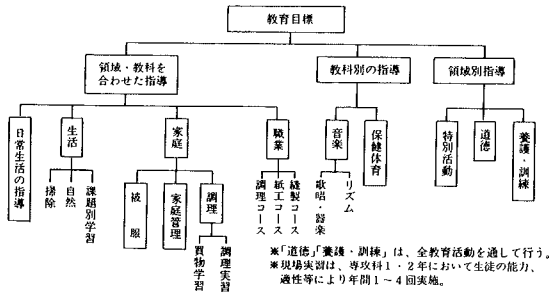 教育目標
領域・教科を
合わせた指導
教科別の指導
領域別指導
日常生活の指導
生活
掃除
自然
課題別学習
家庭
被服
家庭管理
調理
買物学習
調理実習
職業
調理コース
紙工コース
縫製コース
音楽
歌唱・器楽
リズム
保健体育
特別活動
道徳
養護・訓練
※「道徳」「養護・訓練」は、全教育活動を通して行う。
※現場実習は、専攻科1・2年において生徒の能力、
適性等により年間1～4回実施。